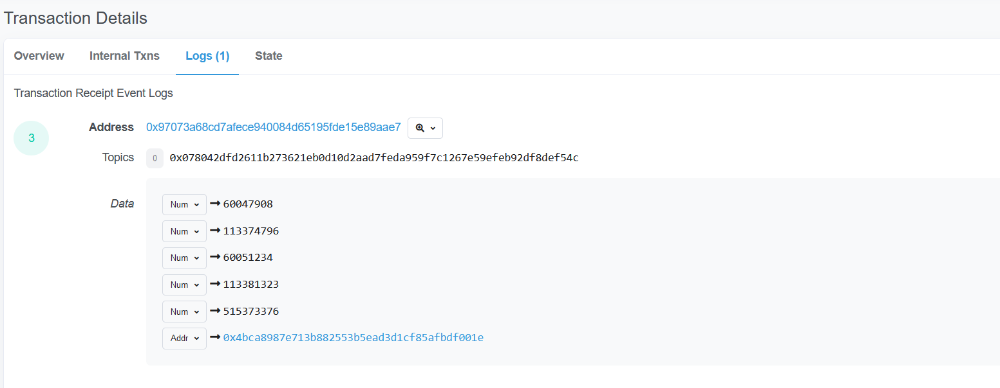 Transaction Details
Overview Internal Txns Logs (1) State
Transaction Receipt Event Logs
3
Address 0x97073a68cd7afece940084d65195fde15e89aae7
Topics 0 0x078042dfd2611b273621eb0d10d2aad7feda959f7c1267e59efeb92df8def54c
Data Num 60047908
Num 113374796
Num 60051234
Num 113381323
Num 515373376
Addr 0x4bca8987e713b882553b5ead3d1cf85afbdf001e